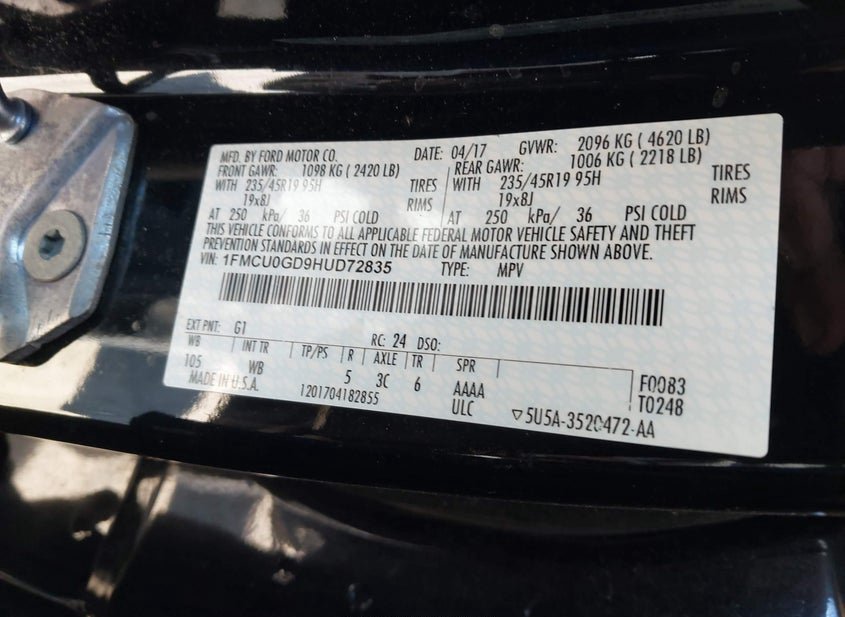 MFD. BY FORD MOTOR CO. DATE: 04/17 GVWR: 2096 KG ( 4620 LB)
FRONT GAWR: 1098 KG ( 2420 LB) REAR GAWR: 1006 KG ( 2218 LB)
WITH 235/45R19 95H TIRES WITH 235/45R19 95H TIRES
19x8J RIMS 19x8J RIMS
AT 250 kPa/ 36 PSI COLD AT 250 kPa/ 36 PSI COLD
THIS VEHICLE CONFORMS TO ALL APPLICABLE FEDERAL MOTOR VEHICLE SAFETY AND THEFT
PREVENTION STANDARDS IN EFFECT ON THE DATE OF MANUFACTURE SHOWN ABOVE.
VIN: 1FMCU0GD9HUD72835 TYPE: MPV
EXT PNT: G1 RC: 24 DSO:
WB INT TR TP/PS R AXLE TR SPR
105 WB 5 3C 6 AAAA F0083
MADE IN U.S.A. 1201704182855 ULC T0248
▽5U5A-3520472-AA